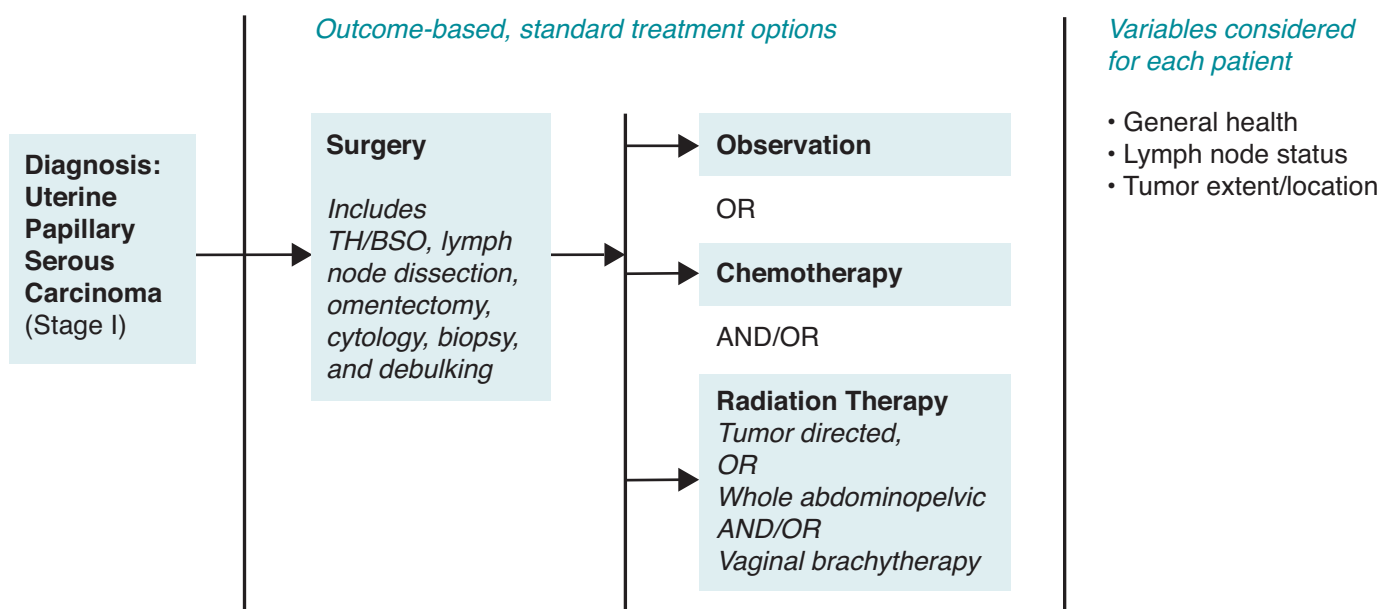 Outcome-based, standard treatment options
Variables considered
for each patient
Diagnosis:
Uterine
Papillary
Serous
Carcinoma
(Stage I)
Surgery
Includes
TH/BSO, lymph
node dissection,
omentectomy,
cytology, biopsy,
and debulking
Observation
OR
Chemotherapy
AND/OR
Radiation Therapy
Tumor directed,
OR
Whole abdominopelvic
AND/OR
Vaginal brachytherapy
• General health
• Lymph node status
• Tumor extent/location